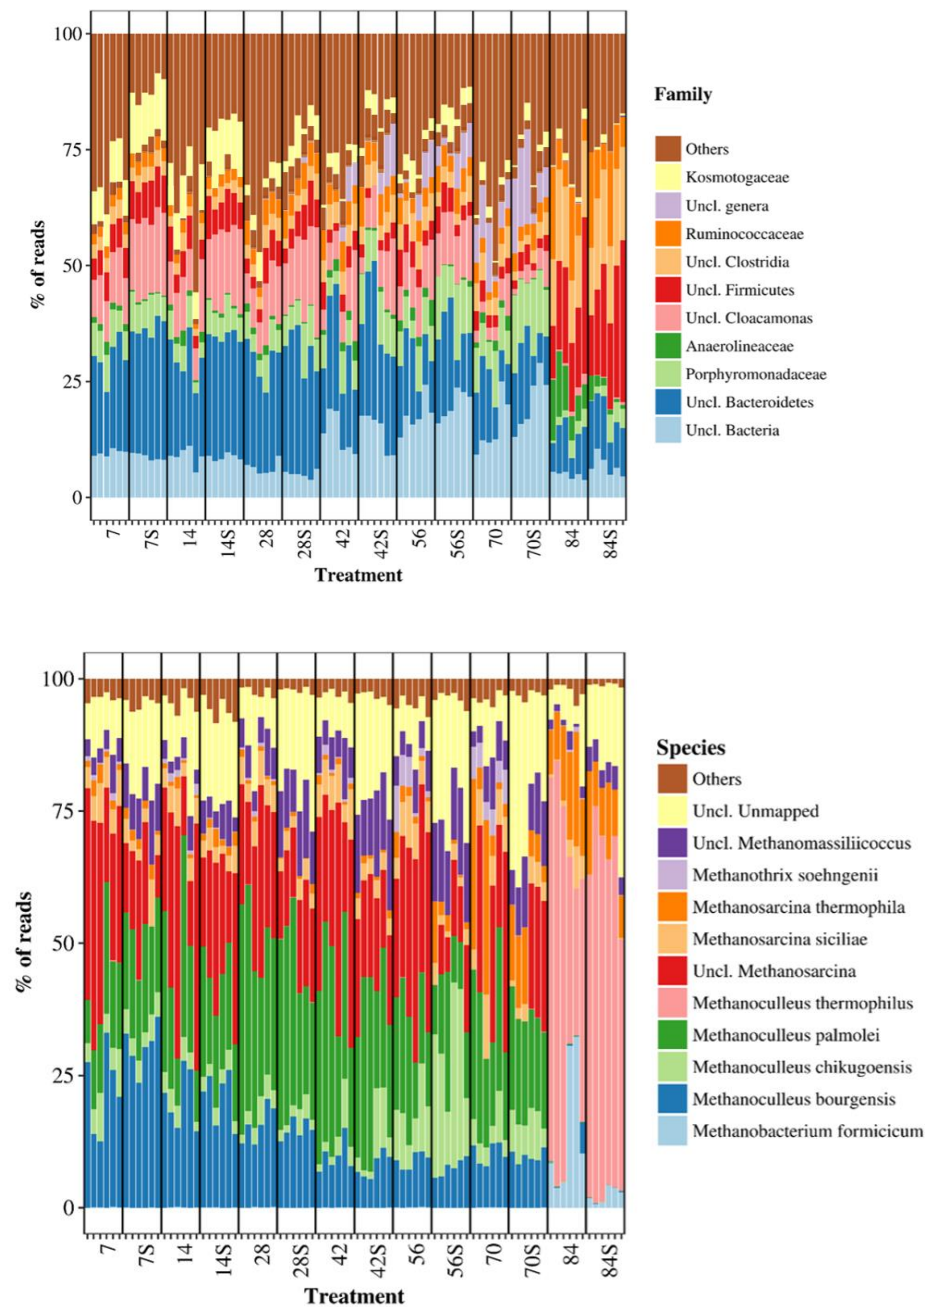 Family
100
75
50
25
0
% of reads
Others
Kosmotogaceae
Uncl. genera
Ruminococcaceae
Uncl. Clostridia
Uncl. Firmicutes
Uncl. Cloacamonas
Anaerolineaceae
Porphyromonadaceae
Uncl. Bacteroidetes
Uncl. Bacteria
7 7S 14 14S 28 28S 42 42S 56 56S 70 70S 84 84S
Treatment
100
75
50
25
0
% of reads
Species
Others
Uncl. Unmapped
Uncl. Methanomassiliicoccus
Methanothrix soehngenii
Methanosarcina thermophila
Methanosarcina siciliae
Uncl. Methanosarcina
Methanoculleus thermophilus
Methanoculleus palmolei
Methanoculleus chikugoensis
Methanoculleus bourgensis
Methanobacterium formicicum
7 7S 14 14S 28 28S 42 42S 56 56S 70 70S 84 84S
Treatment